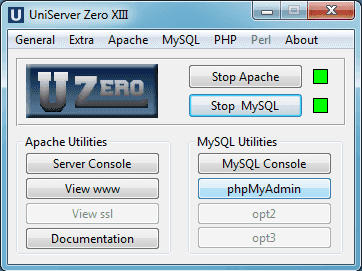 U UniServer Zero XIII
General Extra Apache MySQL PHP Perl About
U ZERO
Stop Apache
Stop MySQL
Apache Utilities
Server Console
View www
View ssl
Documentation
MySQL Utilities
MySQL Console
phpMyAdmin
opt2
opt3